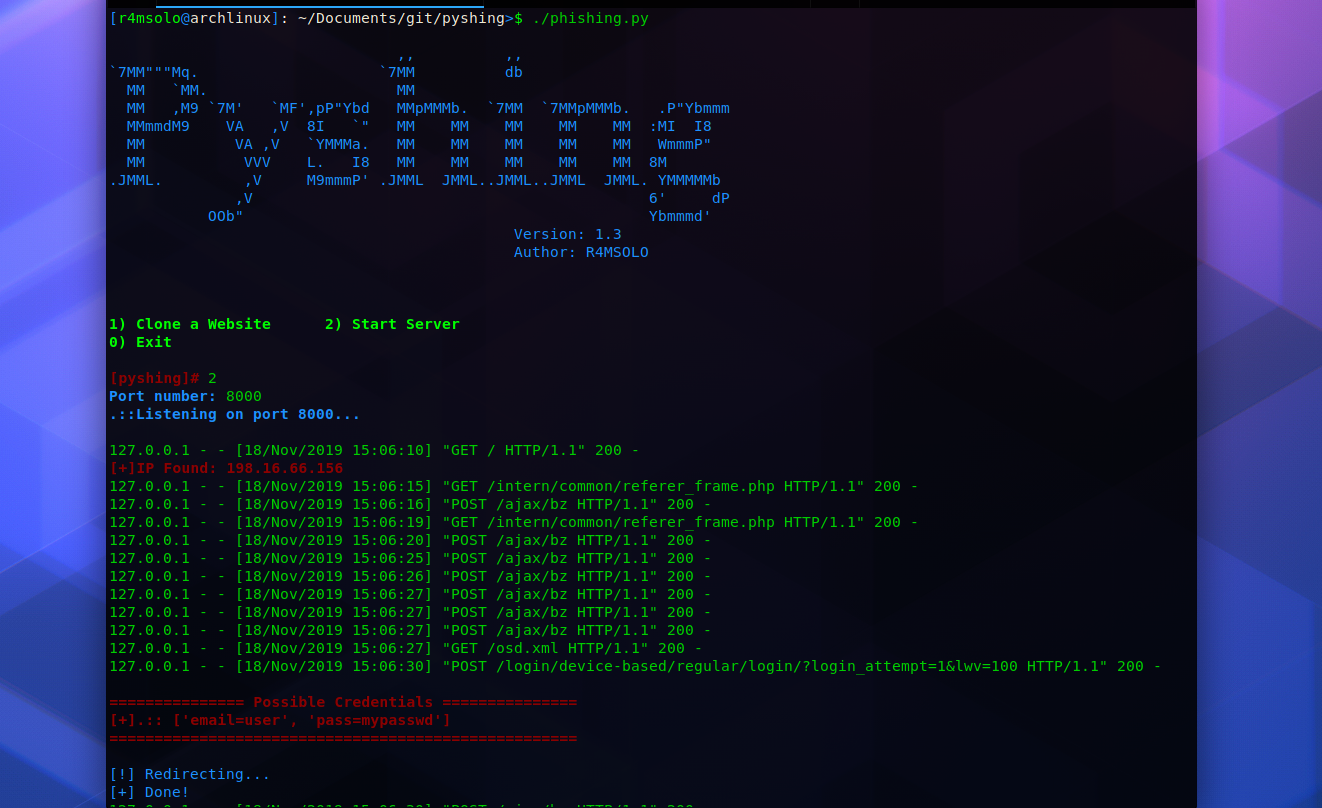 [r4msolo@archlinux]: ~/Documents/git/pyshing>$ ./phishing.py
                                ,,          ,,
`7MM"""Mq.                    `7MM          db
  MM   `MM.                     MM
  MM   ,M9 `7M'   `MF',pP"Ybd   MMpMMMb.  `7MM  `7MMpMMMb.   .P"Ybmmm
  MMmmdM9    VA   ,V  8I   `"   MM    MM    MM    MM    MM  :MI  I8
  MM          VA ,V   `YMMMa.   MM    MM    MM    MM    MM   WmmmP"
  MM           VVV    L.   I8   MM    MM    MM    MM    MM  8M
.JMML.         ,V     M9mmmP' .JMML  JMML..JMML..JMML  JMML. YMMMMMb
              ,V                                            6'     dP
           OOb"                                             Ybmmmd'
Version: 1.3
Author: R4MSOLO
1) Clone a Website      2) Start Server
0) Exit
[pyshing]# 2
Port number: 8000
.::Listening on port 8000...
127.0.0.1 - - [18/Nov/2019 15:06:10] "GET / HTTP/1.1" 200 -
[+]IP Found: 198.16.66.156
127.0.0.1 - - [18/Nov/2019 15:06:15] "GET /intern/common/referer_frame.php HTTP/1.1" 200 -
127.0.0.1 - - [18/Nov/2019 15:06:16] "POST /ajax/bz HTTP/1.1" 200 -
127.0.0.1 - - [18/Nov/2019 15:06:19] "GET /intern/common/referer_frame.php HTTP/1.1" 200 -
127.0.0.1 - - [18/Nov/2019 15:06:20] "POST /ajax/bz HTTP/1.1" 200 -
127.0.0.1 - - [18/Nov/2019 15:06:25] "POST /ajax/bz HTTP/1.1" 200 -
127.0.0.1 - - [18/Nov/2019 15:06:26] "POST /ajax/bz HTTP/1.1" 200 -
127.0.0.1 - - [18/Nov/2019 15:06:27] "POST /ajax/bz HTTP/1.1" 200 -
127.0.0.1 - - [18/Nov/2019 15:06:27] "POST /ajax/bz HTTP/1.1" 200 -
127.0.0.1 - - [18/Nov/2019 15:06:27] "POST /ajax/bz HTTP/1.1" 200 -
127.0.0.1 - - [18/Nov/2019 15:06:27] "GET /osd.xml HTTP/1.1" 200 -
127.0.0.1 - - [18/Nov/2019 15:06:30] "POST /login/device-based/regular/login/?login_attempt=1&lwv=100 HTTP/1.1" 200 -
=============== Possible Credentials ===============
[+].:: ['email=user', 'pass=mypasswd']
====================================================
[!] Redirecting...
[+] Done!